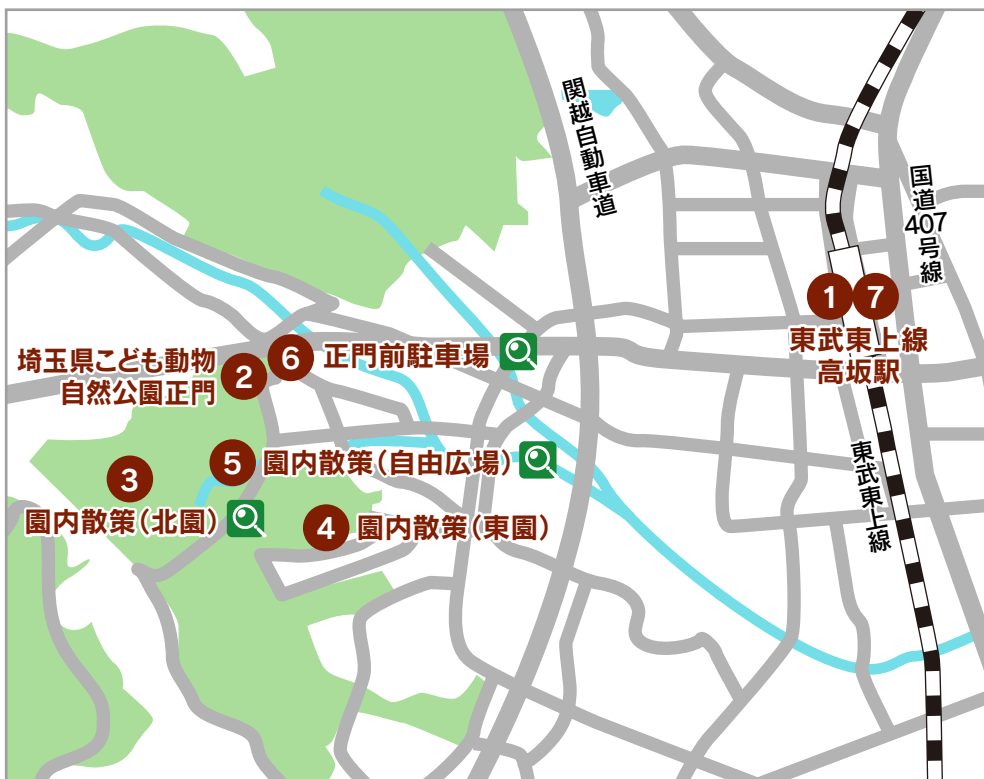 関越自動車道
国道407号線
1 7
東武東上線
高坂駅
埼玉県こども動物
自然公園正門
2
6 正門前駐車場
5 園内散策(自由広場)
3
園内散策(北園)
4 園内散策(東園)
東武東上線